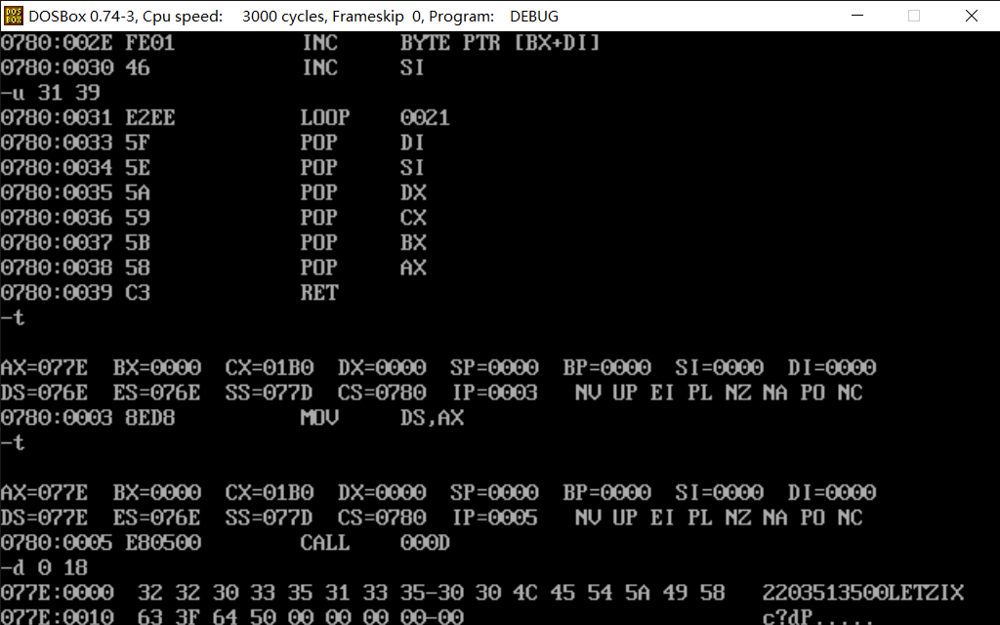 DOSBox 0.74-3, Cpu speed: 3000 cycles, Frameskip 0, Program: DEBUG
0780:002E FE01 INC BYTE PTR [BX+DI]
0780:0030 46 INC SI
-u 31 39
0780:0031 E2EE LOOP 0021
0780:0033 5F POP DI
0780:0034 5E POP SI
0780:0035 5A POP DX
0780:0036 59 POP CX
0780:0037 5B POP BX
0780:0038 58 POP AX
0780:0039 C3 RET
-t
AX=077E BX=0000 CX=01B0 DX=0000 SP=0000 BP=0000 SI=0000 DI=0000
DS=076E ES=076E SS=077D CS=0780 IP=0003 NV UP EI PL NZ NA PO NC
0780:0003 8ED8 MOV DS,AX
-t
AX=077E BX=0000 CX=01B0 DX=0000 SP=0000 BP=0000 SI=0000 DI=0000
DS=077E ES=076E SS=077D CS=0780 IP=0005 NV UP EI PL NZ NA PO NC
0780:0005 E80500 CALL 000D
-d 0 18
077E:0000 32 32 30 33 35 31 33 35-30 30 4C 45 54 5A 49 58 2203513500LETZIX
077E:0010 63 3F 64 50 00 00 00 00-00 c?dP.....